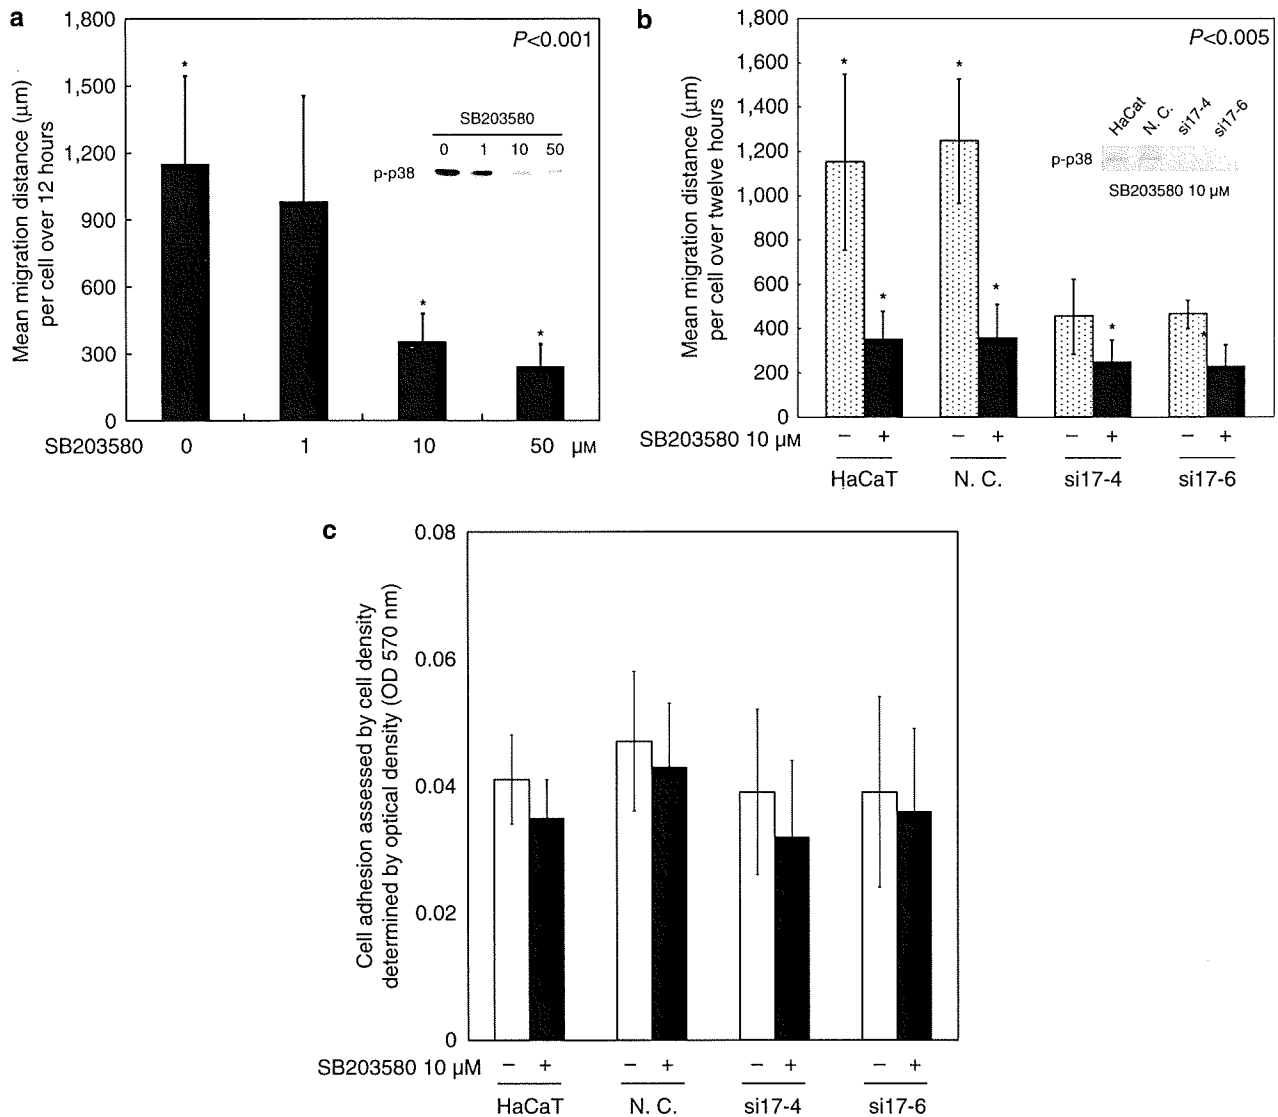 a
Mean migration distance (μm)
per cell over 12 hours
1,800
1,500
1,200
900
600
300
0
P<0.001
*
*
*
SB203580
0 1 10 50
p-p38
SB203580 0 1 10 50 μM
b
Mean migration distance (μm)
per cell over twelve hours
1,800
1,600
1,400
1,200
1,000
800
600
400
200
0
P<0.005
*
*
*
*
*
*
HaCat N. C. si17-4 si17-6
p-p38
SB203580 10 μM
SB203580 10 μM − + − + − + − +
HaCaT N. C. si17-4 si17-6
c
Cell adhesion assessed by cell density
determined by optical density (OD 570 nm)
0.08
0.06
0.04
0.02
0
SB203580 10 μM − + − + − + − +
HaCaT N. C. si17-4 si17-6